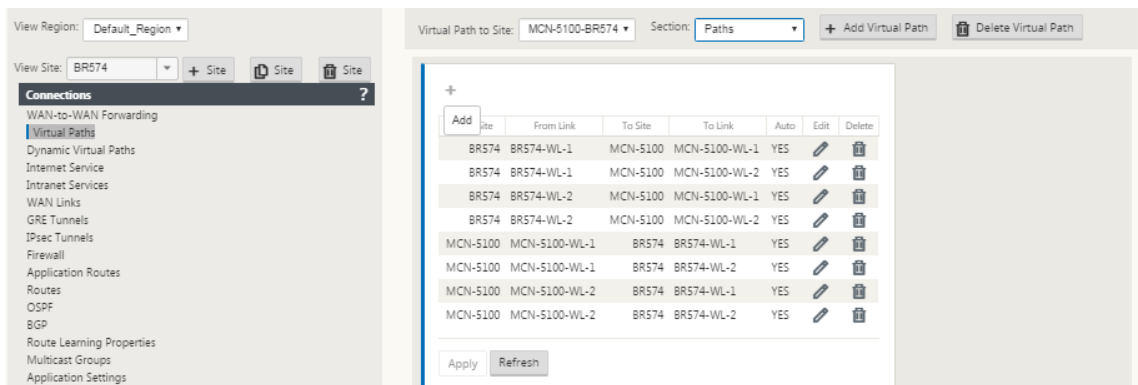 View Region: Default_Region
Virtual Path to Site: MCN-5100-BR574 Section: Paths + Add Virtual Path Delete Virtual Path
View Site: BR574 + Site Site Site
Connections ?
WAN-to-WAN Forwarding
Virtual Paths
Dynamic Virtual Paths
Internet Service
Intranet Services
WAN Links
GRE Tunnels
IPsec Tunnels
Firewall
Application Routes
Routes
OSPF
BGP
Route Learning Properties
Multicast Groups
Application Settings
+
Add
Site From Link To Site To Link Auto Edit Delete
BR574 BR574-WL-1 MCN-5100 MCN-5100-WL-1 YES
BR574 BR574-WL-1 MCN-5100 MCN-5100-WL-2 YES
BR574 BR574-WL-2 MCN-5100 MCN-5100-WL-1 YES
BR574 BR574-WL-2 MCN-5100 MCN-5100-WL-2 YES
MCN-5100 MCN-5100-WL-1 BR574 BR574-WL-1 YES
MCN-5100 MCN-5100-WL-1 BR574 BR574-WL-2 YES
MCN-5100 MCN-5100-WL-2 BR574 BR574-WL-1 YES
MCN-5100 MCN-5100-WL-2 BR574 BR574-WL-2 YES
Apply Refresh